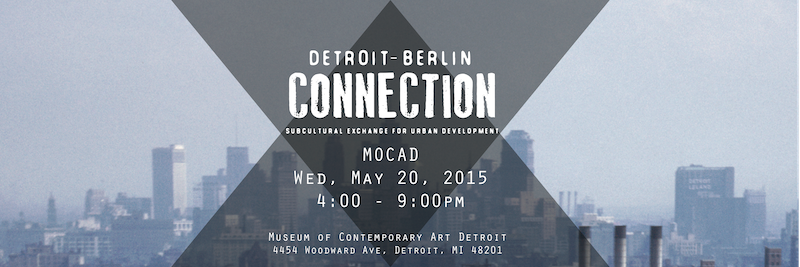 DETROIT-BERLIN
CONNECTION
SUBCULTURAL EXCHANGE FOR URBAN DEVELOPMENT
MOCAD
WED, MAY 20, 2015
4:00 - 9:00PM
MUSEUM OF CONTEMPORARY ART DETROIT
4454 WOODWARD AVE, DETROIT, MI 48201